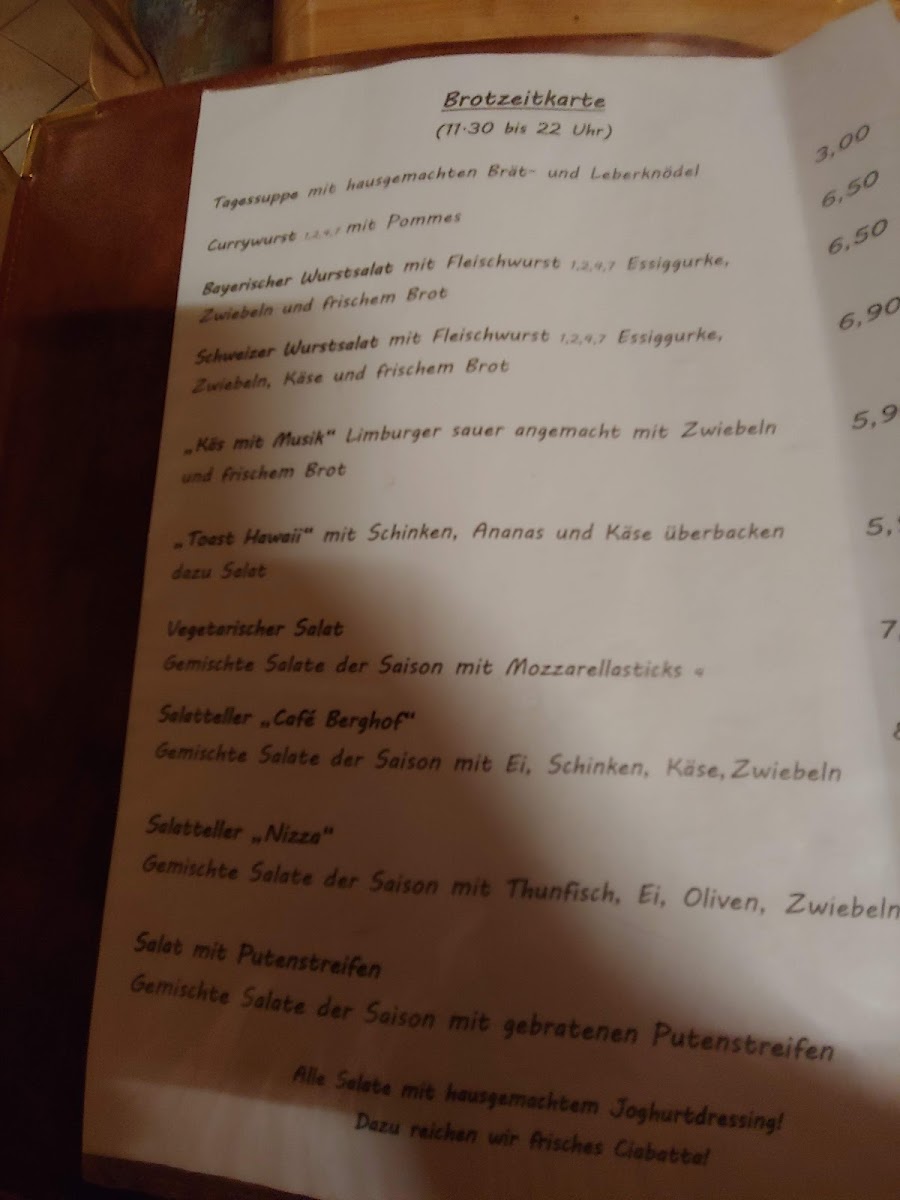 Brotzeitkarte
(11.30 bis 22 Uhr)
Tagessuppe mit hausgemachten Brät- und Leberknödel 3,00
Currywurst 1,2,4,7 mit Pommes 6,50
Bayerischer Wurstsalat mit Fleischwurst 1,2,4,7 Essiggurke, 6,50
Zwiebeln und frischem Brot
Schweizer Wurstsalat mit Fleischwurst 1,2,4,7 Essiggurke, 6,90
Zwiebeln, Käse und frischem Brot
„Käs mit Musik“ Limburger sauer angemacht mit Zwiebeln 5,9
und frischem Brot
„Toast Hawaii“ mit Schinken, Ananas und Käse überbacken 5,
dazu Salat
Vegetarischer Salat 7,
Gemischte Salate der Saison mit Mozzarellasticks
Salatteller „Café Berghof“
Gemischte Salate der Saison mit Ei, Schinken, Käse, Zwiebeln
Salatteller „Nizza“
Gemischte Salate der Saison mit Thunfisch, Ei, Oliven, Zwiebeln
Salat mit Putenstreifen
Gemischte Salate der Saison mit gebratenen Putenstreifen
Alle Salate mit hausgemachtem Joghurtdressing!
Dazu reichen wir frisches Ciabatta!